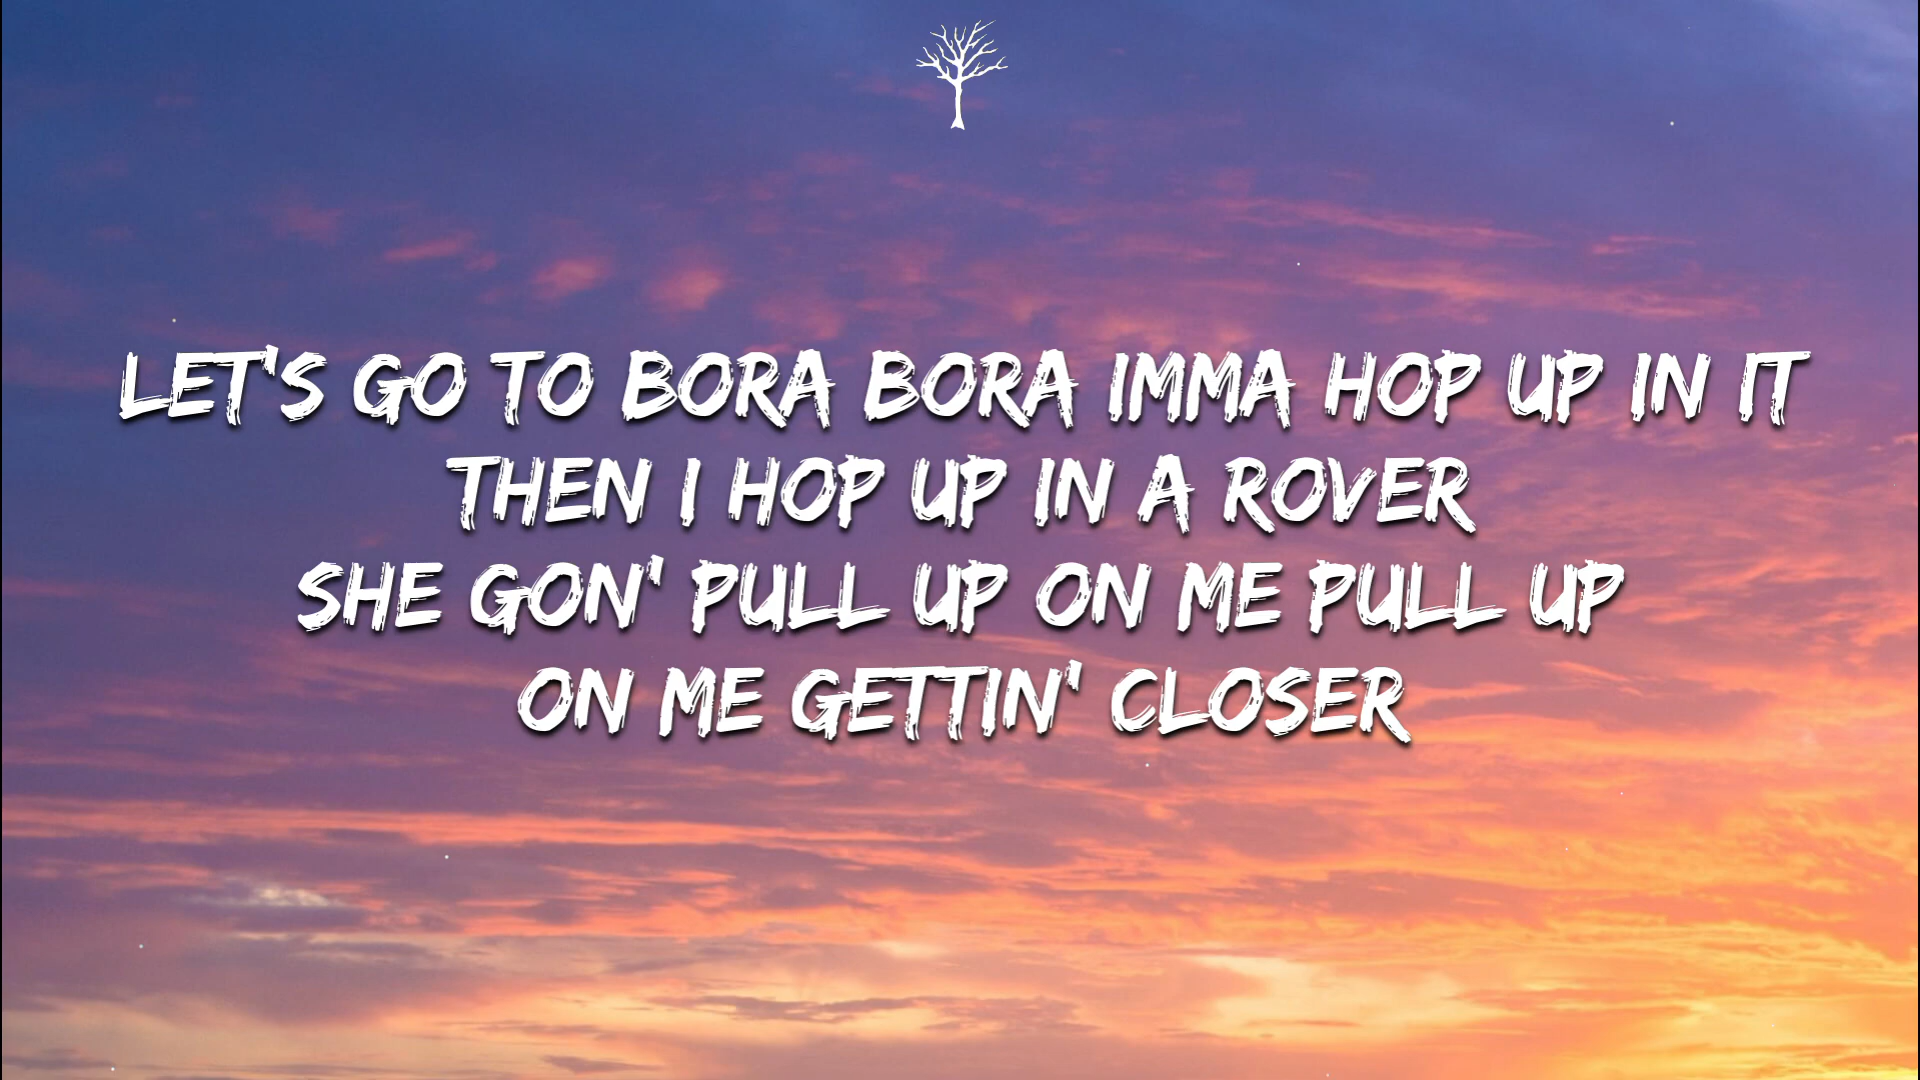 LET'S GO TO BORA BORA IMMA HOP UP IN IT
THEN I HOP UP IN A ROVER
SHE GON' PULL UP ON ME PULL UP
ON ME GETTIN' CLOSER